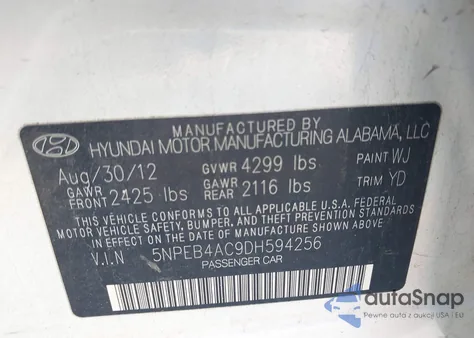 MANUFACTURED BY
HYUNDAI MOTOR MANUFACTURING ALABAMA, LLC
Aug/30/12 GVWR 4299 lbs PAINT WJ
GAWR FRONT 2425 lbs GAWR REAR 2116 lbs TRIM YD
THIS VEHICLE CONFORMS TO ALL APPLICABLE U.S.A. FEDERAL
MOTOR VEHICLE SAFETY, BUMPER, AND THEFT PREVENTION
STANDARDS IN EFFECT ON THE DATE OF MANUFACTURE
SHOWN ABOVE.
V.I.N 5NPEB4AC9DH594256
PASSENGER CAR
autoSnap
Pewne auta z aukcji USA i EU